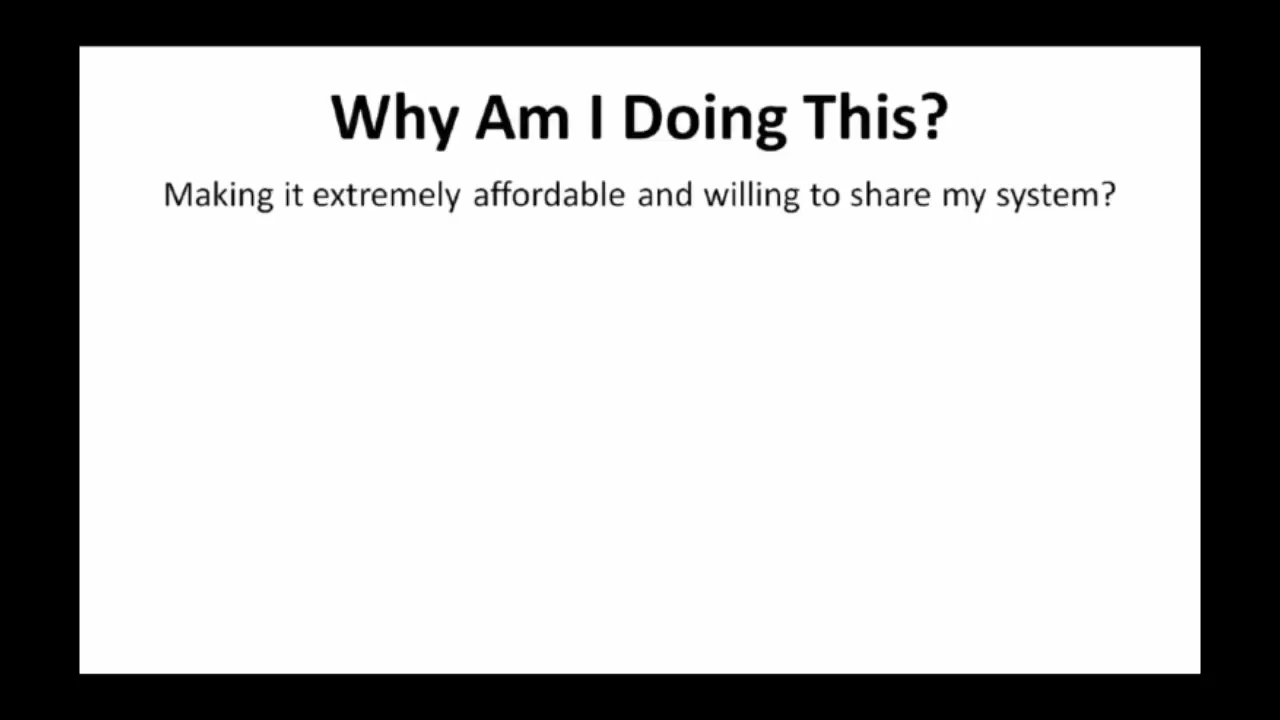 Why Am I Doing This?
Making it extremely affordable and willing to share my system?